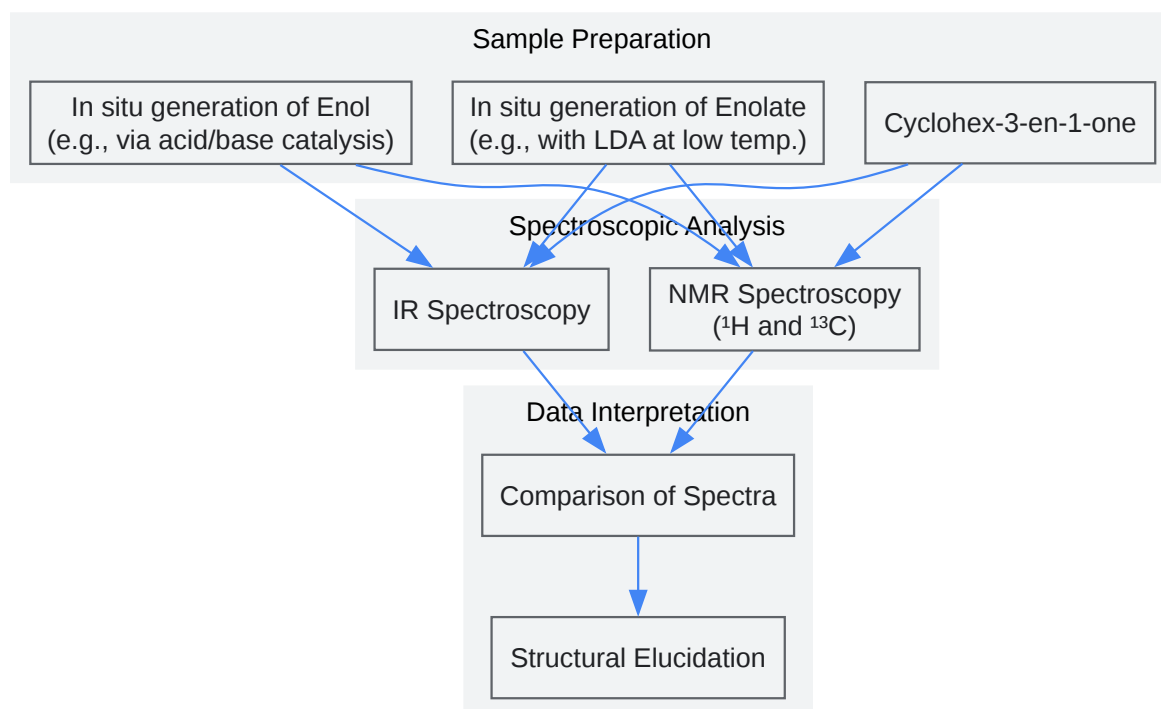 Sample Preparation
In situ generation of Enol
(e.g., via acid/base catalysis)
In situ generation of Enolate
(e.g., with LDA at low temp.)
Cyclohex-3-en-1-one
Spectroscopic Analysis
IR Spectroscopy
NMR Spectroscopy
(¹H and ¹³C)
Data Interpretation
Comparison of Spectra
Structural Elucidation